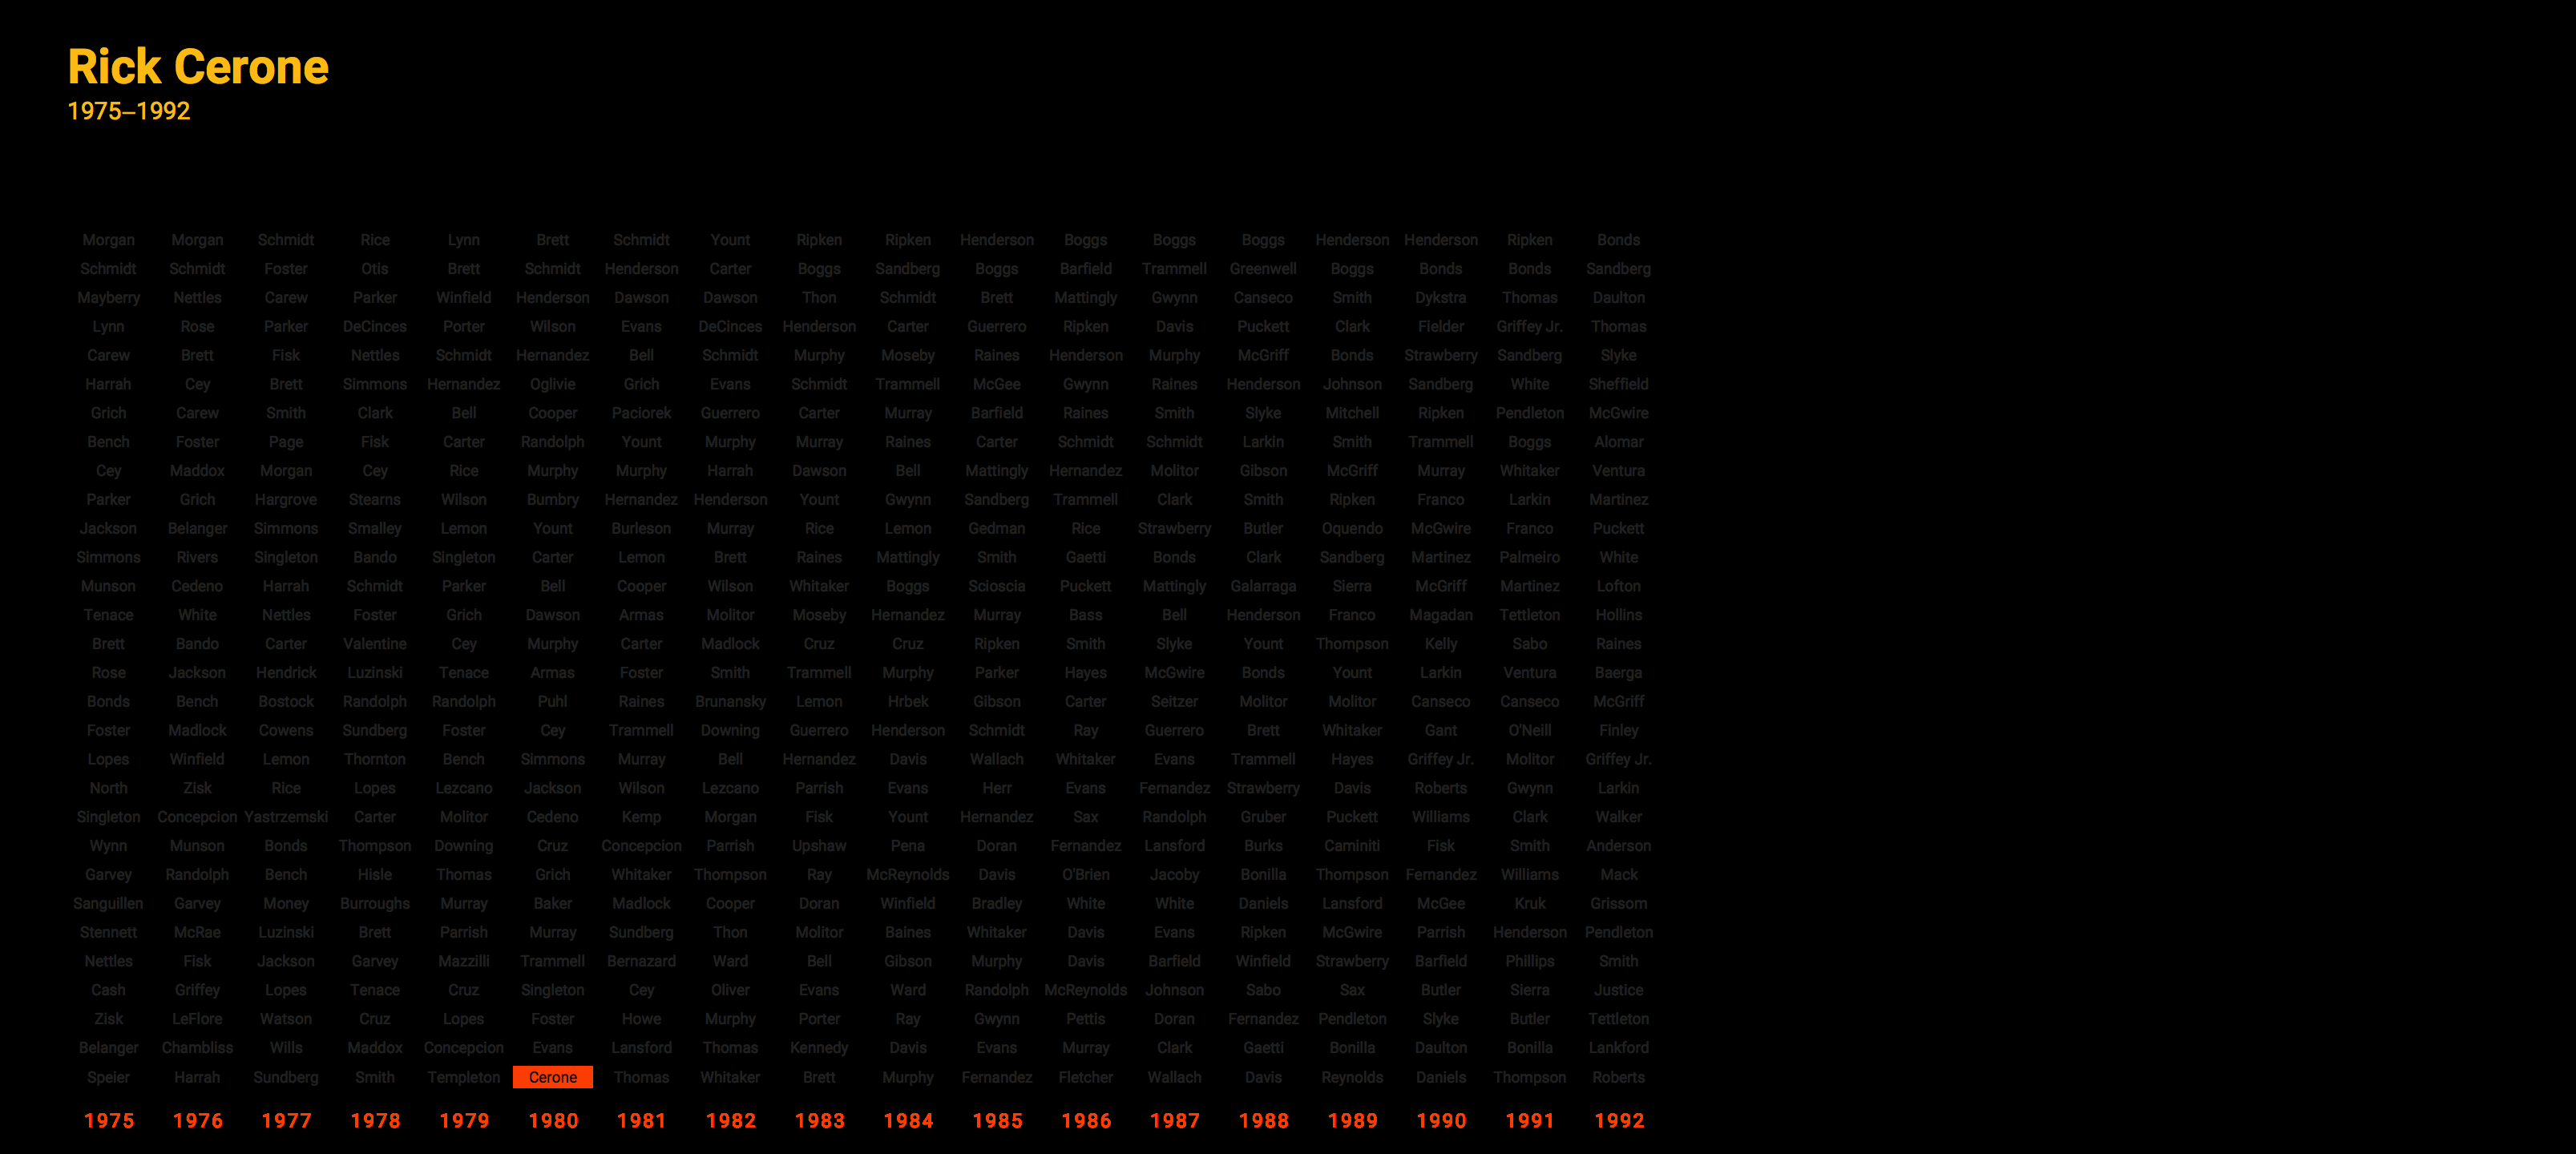 Rick Cerone
1975–1992
Morgan Morgan Schmidt Rice Lynn Brett Schmidt Yount Ripken Ripken Henderson Boggs Boggs Boggs Henderson Henderson Ripken Bonds
Schmidt Schmidt Foster Otis Brett Schmidt Henderson Carter Boggs Sandberg Boggs Barfield Trammell Greenwell Boggs Bonds Bonds Sandberg
Mayberry Nettles Carew Parker Winfield Henderson Dawson Dawson Thon Schmidt Brett Mattingly Gwynn Canseco Smith Dykstra Thomas Daulton
Lynn Rose Parker DeCinces Porter Wilson Evans DeCinces Henderson Carter Guerrero Ripken Davis Puckett Clark Fielder Griffey Jr. Thomas
Carew Brett Fisk Nettles Schmidt Hernandez Bell Schmidt Murphy Moseby Raines Henderson Murphy McGriff Bonds Strawberry Sandberg Slyke
Harrah Cey Brett Simmons Hernandez Oglivie Grich Evans Schmidt Trammell McGee Gwynn Raines Henderson Johnson Sandberg White Sheffield
Grich Carew Smith Clark Bell Cooper Paciorek Guerrero Carter Murray Barfield Raines Smith Slyke Mitchell Ripken Pendleton McGwire
Bench Foster Page Fisk Carter Randolph Yount Murphy Murray Raines Carter Schmidt Schmidt Larkin Smith Trammell Boggs Alomar
Cey Maddox Morgan Cey Rice Murphy Murphy Harrah Dawson Bell Mattingly Hernandez Molitor Gibson McGriff Murray Whitaker Ventura
Parker Grich Hargrove Stearns Wilson Bumbry Hernandez Henderson Yount Gwynn Sandberg Trammell Clark Smith Ripken Franco Larkin Martinez
Jackson Belanger Simmons Smalley Lemon Yount Burleson Murray Rice Lemon Gedman Rice Strawberry Butler Oquendo McGwire Franco Puckett
Simmons Rivers Singleton Bando Singleton Carter Lemon Brett Raines Mattingly Smith Gaetti Bonds Clark Sandberg Martinez Palmeiro White
Munson Cedeno Harrah Schmidt Parker Bell Cooper Wilson Whitaker Boggs Scioscia Puckett Mattingly Galarraga Sierra McGriff Martinez Lofton
Tenace White Nettles Foster Grich Dawson Armas Molitor Moseby Hernandez Murray Bass Bell Henderson Franco Magadan Tettleton Hollins
Brett Bando Carter Valentine Cey Murphy Carter Madlock Cruz Cruz Ripken Smith Slyke Yount Thompson Kelly Sabo Raines
Rose Jackson Hendrick Luzinski Tenace Armas Foster Smith Trammell Murphy Parker Hayes McGwire Bonds Yount Larkin Ventura Baerga
Bonds Bench Bostock Randolph Randolph Puhl Raines Brunansky Lemon Hrbek Gibson Carter Seitzer Molitor Molitor Canseco Canseco McGriff
Foster Madlock Cowens Sundberg Foster Cey Trammell Downing Guerrero Henderson Schmidt Ray Guerrero Brett Whitaker Gant O'Neill Finley
Lopes Winfield Lemon Thornton Bench Simmons Murray Bell Hernandez Davis Wallach Whitaker Evans Trammell Hayes Griffey Jr. Molitor Griffey Jr.
North Zisk Rice Lopes Lezcano Jackson Wilson Lezcano Parrish Evans Herr Evans Fernandez Strawberry Davis Roberts Gwynn Larkin
Singleton Concepcion Yastrzemski Carter Molitor Cedeno Kemp Morgan Fisk Yount Hernandez Sax Randolph Gruber Puckett Williams Clark Walker
Wynn Munson Bonds Thompson Downing Cruz Concepcion Parrish Upshaw Pena Doran Fernandez Lansford Burks Caminiti Fisk Smith Anderson
Garvey Randolph Bench Hisle Thomas Grich Whitaker Thompson Ray McReynolds Davis O'Brien Jacoby Bonilla Thompson Fernandez Williams Mack
Sanguillen Garvey Money Burroughs Murray Baker Madlock Cooper Doran Winfield Bradley White White Daniels Lansford McGee Kruk Grissom
Stennett McRae Luzinski Brett Parrish Murray Sundberg Thon Molitor Baines Whitaker Davis Evans Ripken McGwire Parrish Henderson Pendleton
Nettles Fisk Jackson Garvey Mazzilli Trammell Bernazard Ward Bell Gibson Murphy Davis Barfield Winfield Strawberry Barfield Phillips Smith
Cash Griffey Lopes Tenace Cruz Singleton Cey Oliver Evans Ward Randolph McReynolds Johnson Sabo Sax Butler Sierra Justice
Zisk LeFlore Watson Cruz Lopes Foster Howe Murphy Porter Ray Gwynn Pettis Doran Fernandez Pendleton Slyke Butler Tettleton
Belanger Chambliss Wills Maddox Concepcion Evans Lansford Thomas Kennedy Davis Evans Murray Clark Gaetti Bonilla Daulton Bonilla Lankford
Speier Harrah Sundberg Smith Templeton Cerone Thomas Whitaker Brett Murphy Fernandez Fletcher Wallach Davis Reynolds Daniels Thompson Roberts
1975 1976 1977 1978 1979 1980 1981 1982 1983 1984 1985 1986 1987 1988 1989 1990 1991 1992